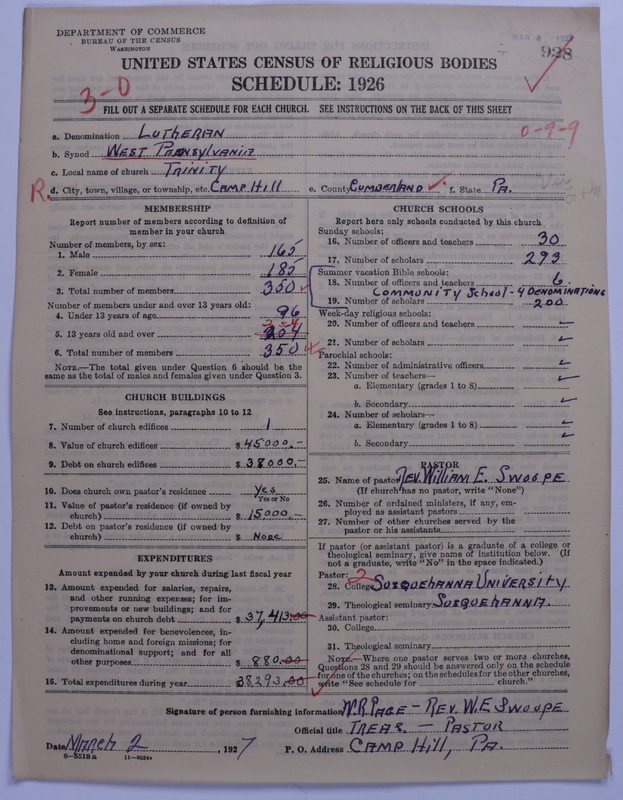 DEPARTMENT OF COMMERCE
BUREAU OF THE CENSUS
WASHINGTON
928
UNITED STATES CENSUS OF RELIGIOUS BODIES
SCHEDULE: 1926
3-0
FILL OUT A SEPARATE SCHEDULE FOR EACH CHURCH. SEE INSTRUCTIONS ON THE BACK OF THIS SHEET
a. Denomination LUTHERAN 0-9-9
b. Synod WEST PENNSYLVANIA
c. Local name of church TRINITY
R. d. City, town, village, or township, etc. CAMP HILL e. County CUMBERLAND f. State PA.
MEMBERSHIP
Report number of members according to definition of
member in your church
Number of members, by sex:
1. Male 165
2. Female 185
3. Total number of members 350
Number of members under and over 13 years old:
4. Under 13 years of age 96
254
5. 13 years old and over
6. Total number of members 350
NOTE.—The total given under Question 6 should be the
same as the total of males and females given under Question 3.
CHURCH BUILDINGS
See instructions, paragraphs 10 to 12
7. Number of church edifices 1
8. Value of church edifices $ 45000.-
9. Debt on church edifices $ 38000.-
10. Does church own pastor's residence Yes
Yes or No
11. Value of pastor's residence (if owned by
church) $ 15000.-
12. Debt on pastor's residence (if owned by
church) $ NONE
EXPENDITURES
Amount expended by your church during last fiscal year
13. Amount expended for salaries, repairs,
and other running expenses; for im-
provements or new buildings; and for
payments on church debt $ 37,413.00
14. Amount expended for benevolences, in-
cluding home and foreign missions; for
denominational support; and for all
other purposes $ 880.00
15. Total expenditures during year $ 38,293.00
CHURCH SCHOOLS
Report here only schools conducted by this church
Sunday schools:
16. Number of officers and teachers 30
17. Number of scholars 293
Summer vacation Bible schools:
18. Number of officers and teachers 6
COMMUNITY SCHOOL - 4 DENOMINATIONS
19. Number of scholars 200
Week-day religious schools:
20. Number of officers and teachers
21. Number of scholars
Parochial schools:
22. Number of administrative officers
23. Number of teachers—
a. Elementary (grades 1 to 8)
b. Secondary
24. Number of scholars—
a. Elementary (grades 1 to 8)
b. Secondary
PASTOR
25. Name of pastor REV. WILLIAM E. SWOOPE
(If church has no pastor, write "None")
26. Number of ordained ministers, if any, em-
ployed as assistant pastors
27. Number of other churches served by the
pastor or his assistants
If pastor (or assistant pastor) is a graduate of a college or
theological seminary, give name of institution below. (If
not a graduate, write "No" in the space indicated.)
Pastor: 2
28. College SUSQUEHANNA UNIVERSITY
29. Theological seminary SUSQUEHANNA.
Assistant pastor:
30. College
31. Theological seminary
NOTE.—Where one pastor serves two or more churches,
Questions 28 and 29 should be answered only on the schedule
for one of the churches; on the schedules for the other churches,
write "See schedule for church."
Signature of person furnishing information W.R. PAGE - REV. W.E SWOOPE
Official title TREAS. - PASTOR
Date MARCH 2, 1927 P. O. Address CAMP HILL, PA.
8-5518a 11-9054a